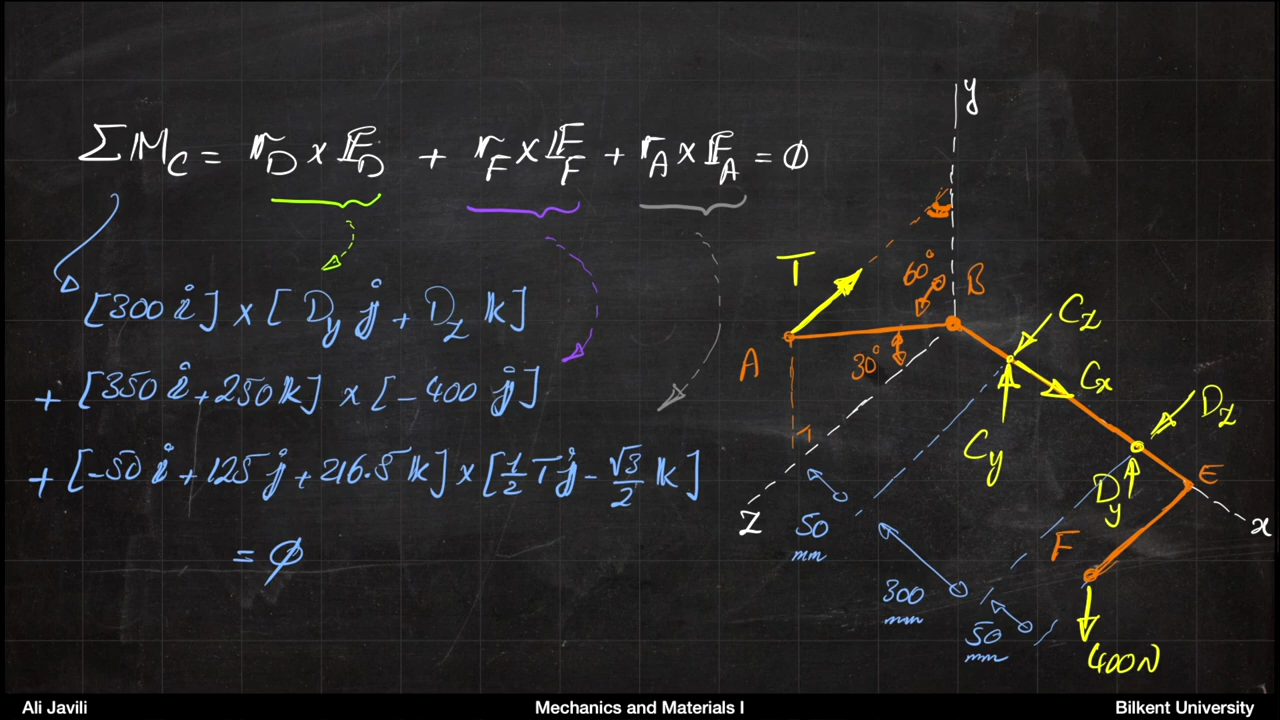 ΣM_C = r_D × F_D + r_F × F_F + r_A × F_A = 0
[300 i] × [D_y j + D_z k]
+ [350 i + 250 k] × [-400 j]
+ [-50 i + 125 j + 216.5 k] × [1/2 T j - √3/2 k]
= 0
y
T
60°
B
A
30°
C_z
C_x
C_y
D_z
D_y
E
F
z
x
50 mm
300 mm
50 mm
400N
Ali Javili
Mechanics and Materials I
Bilkent University